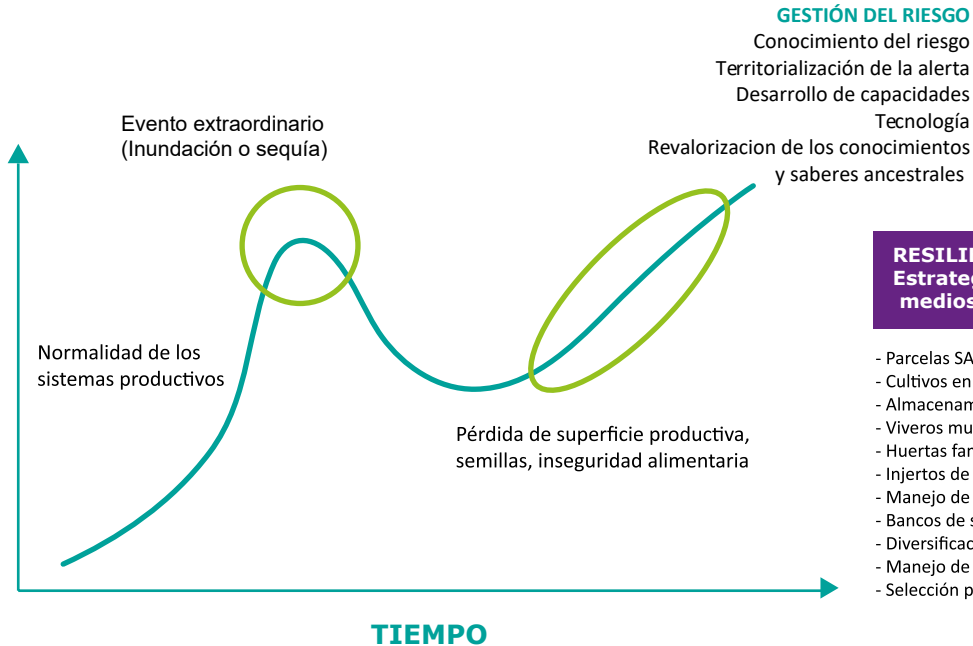 GESTIÓN DEL RIESGO
Conocimiento del riesgo
Territorialización de la alerta
Desarrollo de capacidades
Tecnología
Revalorizacion de los conocimientos
y saberes ancestrales
Evento extraordinario
(Inundación o sequía)
Normalidad de los
sistemas productivos
Pérdida de superficie productiva,
semillas, inseguridad alimentaria
TIEMPO
RESILI
Estrateg
medios
- Parcelas SA
- Cultivos en
- Almacenam
- Viveros mu
- Huertas fam
- Injertos de
- Manejo de
- Bancos de s
- Diversificac
- Manejo de
- Selección p